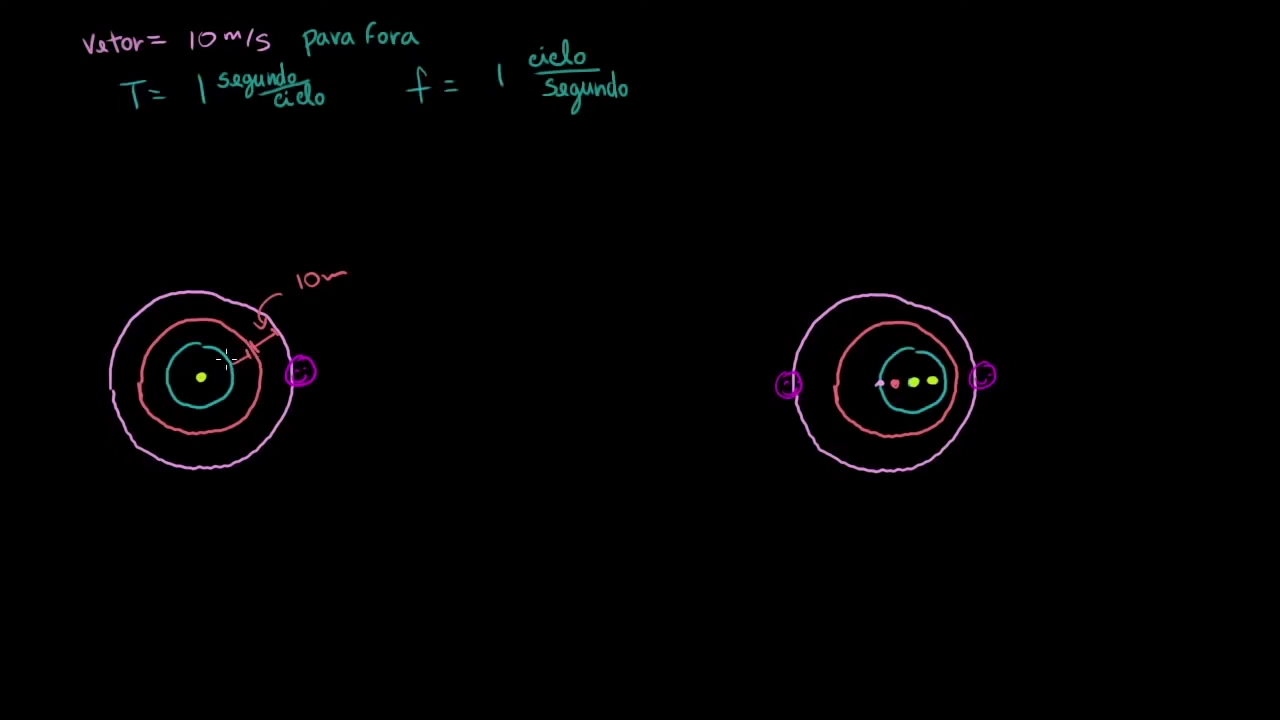 vetor = 10 m/s para fora
T = 1 segundo/ciclo f = 1 ciclo/segundo
10m